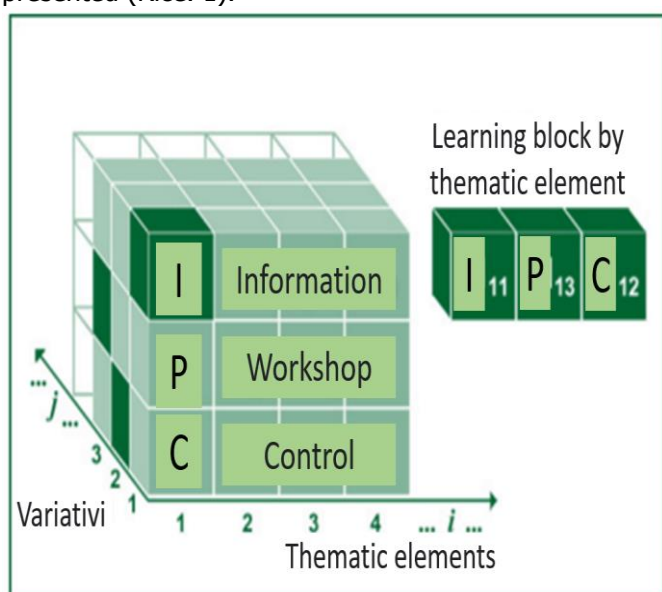 presented (Rice. 1).
Learning block by
thematic element
I 11 P 13 C 12
I Information
P Workshop
C Control
... j ...
3
2
1
Variativi
1 2 3 4 ... i ...
Thematic elements